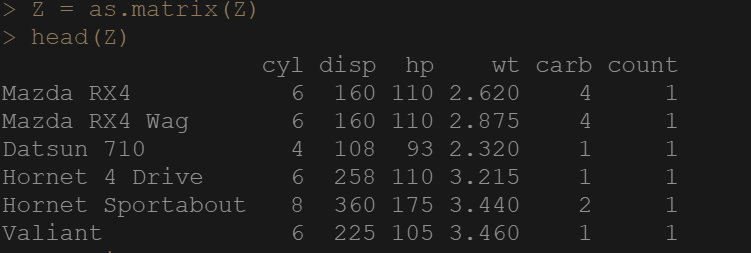 > Z = as.matrix(Z)
> head(Z)
                  cyl disp  hp    wt carb count
Mazda RX4           6  160 110 2.620    4     1
Mazda RX4 Wag       6  160 110 2.875    4     1
Datsun 710          4  108  93 2.320    1     1
Hornet 4 Drive      6  258 110 3.215    1     1
Hornet Sportabout   8  360 175 3.440    2     1
Valiant             6  225 105 3.460    1     1